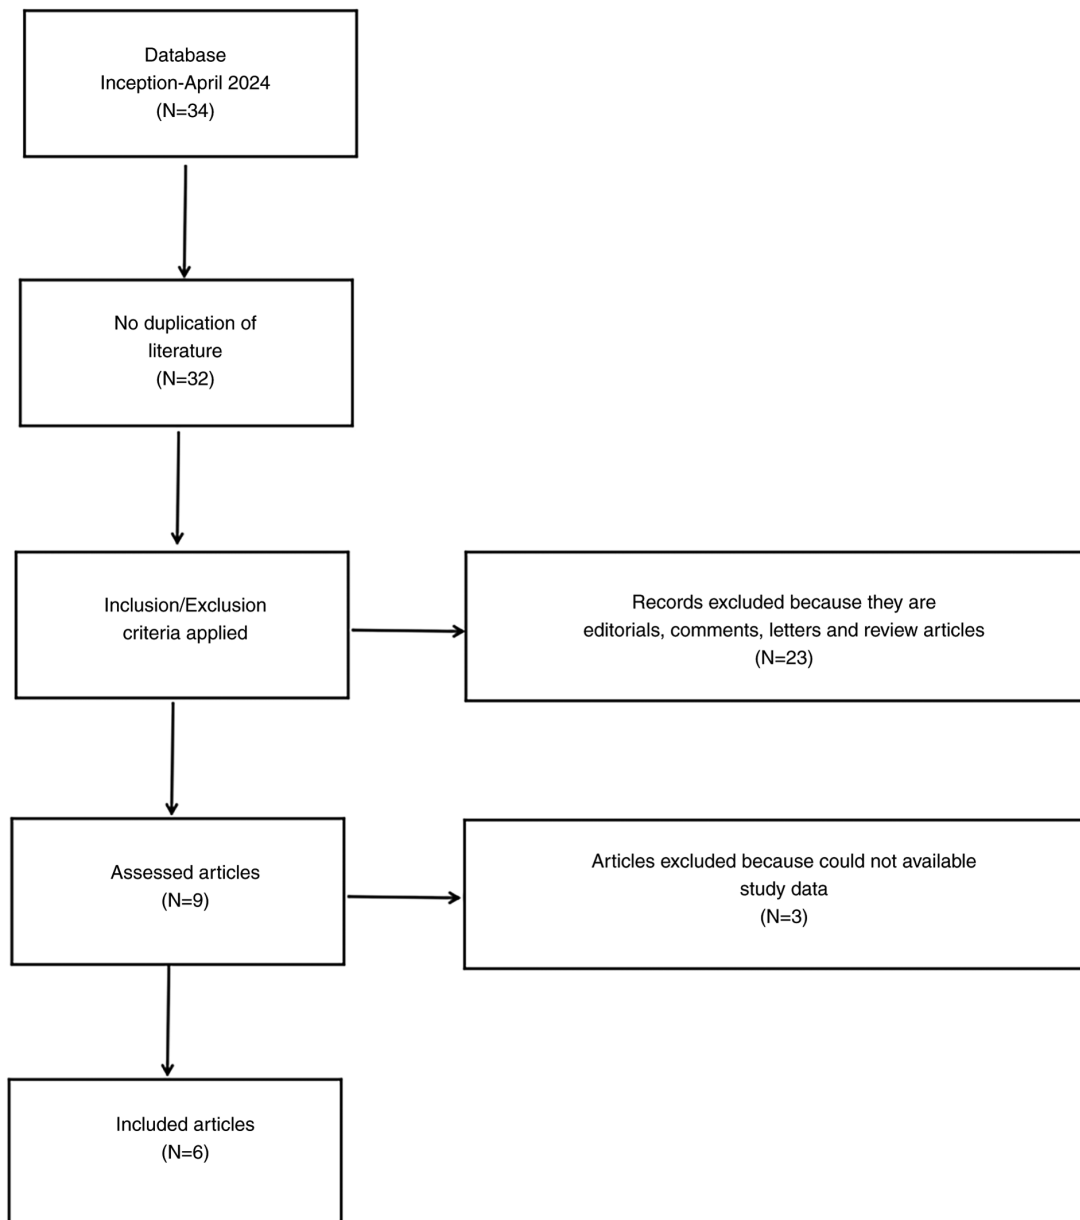 Database
Inception-April 2024
(N=34)
No duplication of
literature
(N=32)
Inclusion/Exclusion
criteria applied
Records excluded because they are
editorials, comments, letters and review articles
(N=23)
Assessed articles
(N=9)
Articles excluded because could not available
study data
(N=3)
Included articles
(N=6)